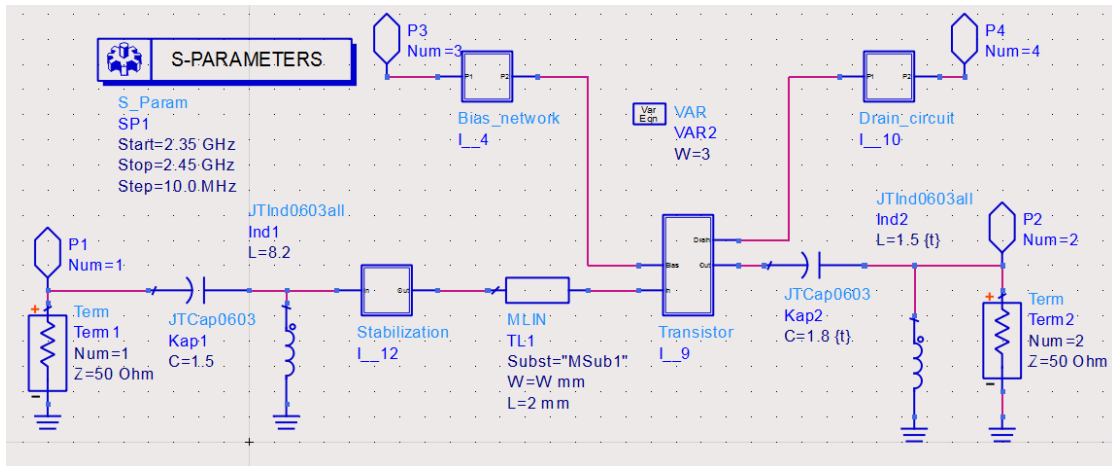 S-PARAMETERS
S_Param
SP1
Start=2.35 GHz
Stop=2.45 GHz
Step=10.0 MHz
P3
Num=3
P1
P2
Bias_network
I__4
Var
Eqn
VAR
VAR2
W=3
P4
Num=4
P1
P2
Drain_circuit
I__10
P1
Num=1
+
Term
Term1
Num=1
Z=50 Ohm
-
JTCap0603
Kap1
C=1.5
JTInd0603all
Ind1
L=8.2
In
Out
Stabilization
I__12
MLIN
TL1
Subst="MSub1"
W=W mm
L=2 mm
Drain
Bias
Out
In
Transistor
I__9
JTCap0603
Kap2
C=1.8 {t}
JTInd0603all
Ind2
L=1.5 {t}
P2
Num=2
+
Term
Term2
Num=2
Z=50 Ohm
-